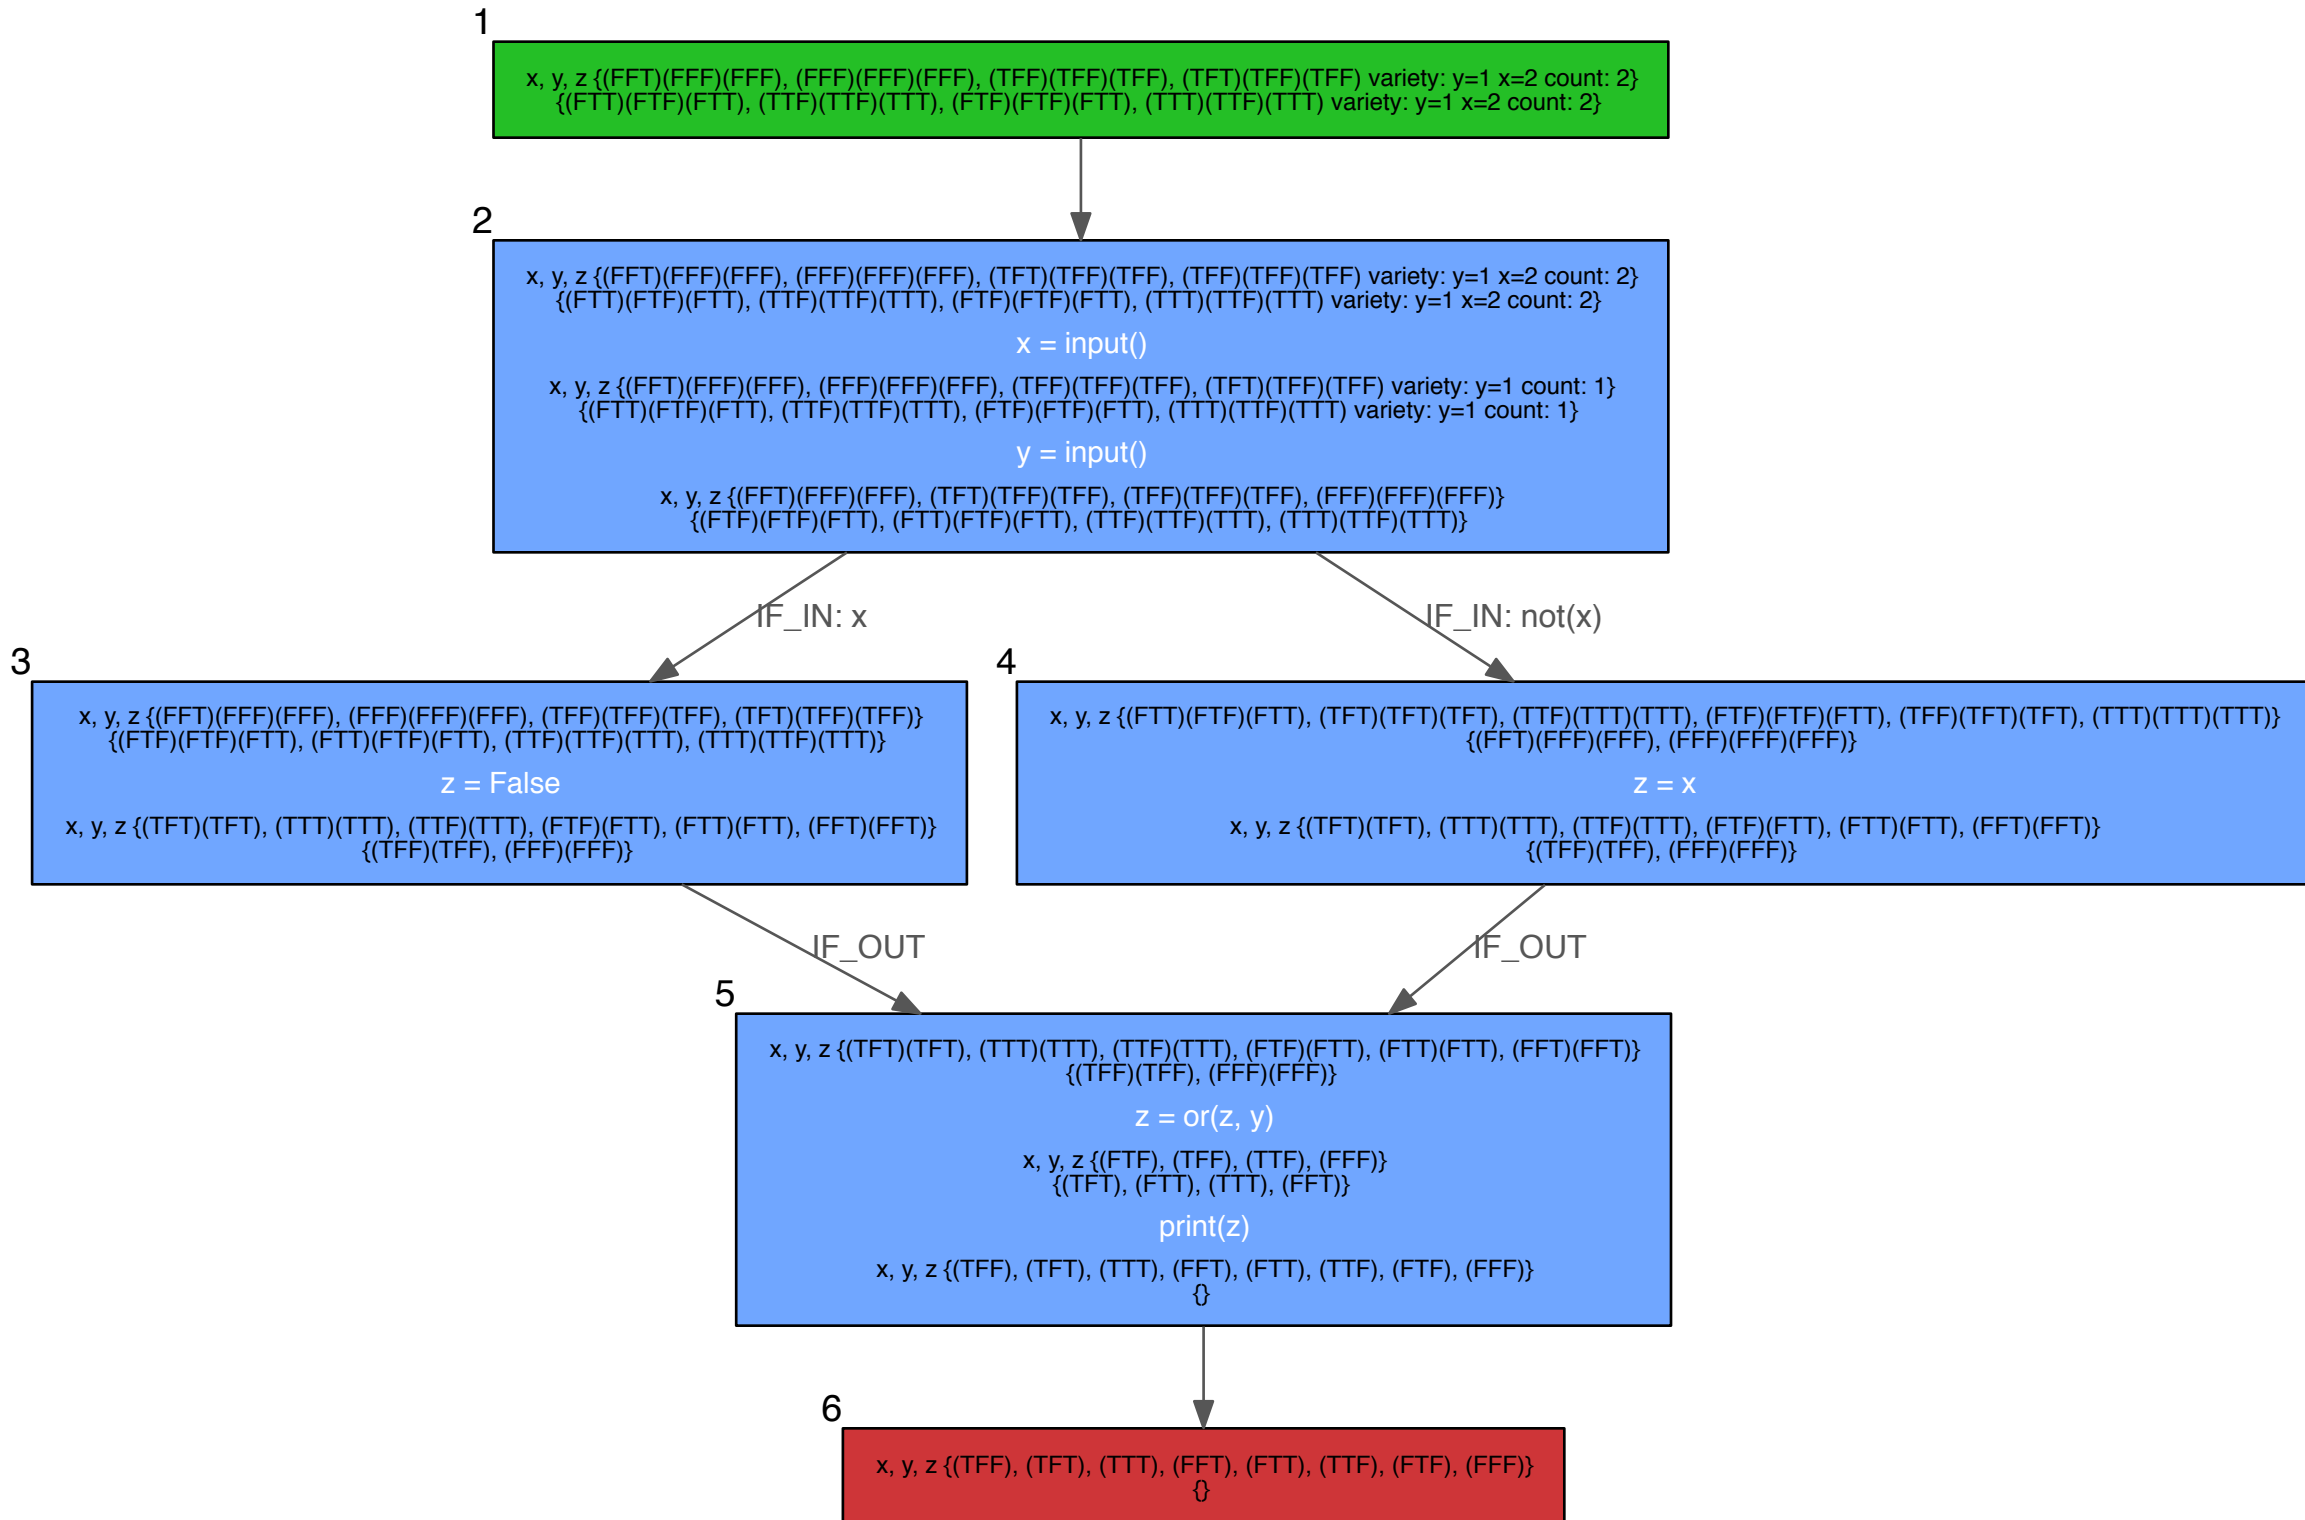 1
x, y, z {(FFT)(FFF)(FFF), (FFF)(FFF)(FFF), (TFF)(TFF)(TFF), (TFT)(TFF)(TFF) variety: y=1 x=2 count: 2}
{(FTT)(FTF)(FTT), (TTF)(TTF)(TTT), (FTF)(FTF)(FTT), (TTT)(TTF)(TTT) variety: y=1 x=2 count: 2}
2
x, y, z {(FFT)(FFF)(FFF), (FFF)(FFF)(FFF), (TFT)(TFF)(TFF), (TFF)(TFF)(TFF) variety: y=1 x=2 count: 2}
{(FTT)(FTF)(FTT), (TTF)(TTF)(TTT), (FTF)(FTF)(FTT), (TTT)(TTF)(TTT) variety: y=1 x=2 count: 2}
x = input()
x, y, z {(FFT)(FFF)(FFF), (FFF)(FFF)(FFF), (TFF)(TFF)(TFF), (TFT)(TFF)(TFF) variety: y=1 count: 1}
{(FTT)(FTF)(FTT), (TTF)(TTF)(TTT), (FTF)(FTF)(FTT), (TTT)(TTF)(TTT) variety: y=1 count: 1}
y = input()
x, y, z {(FFT)(FFF)(FFF), (TFT)(TFF)(TFF), (TFF)(TFF)(TFF), (FFF)(FFF)(FFF)}
{(FTF)(FTF)(FTT), (FTT)(FTF)(FTT), (TTF)(TTF)(TTT), (TTT)(TTF)(TTT)}
IF_IN: x
IF_IN: not(x)
3
x, y, z {(FFT)(FFF)(FFF), (FFF)(FFF)(FFF), (TFF)(TFF)(TFF), (TFT)(TFF)(TFF)}
{(FTF)(FTF)(FTT), (FTT)(FTF)(FTT), (TTF)(TTF)(TTT), (TTT)(TTF)(TTT)}
z = False
x, y, z {(TFT)(TFT), (TTT)(TTT), (TTF)(TTT), (FTF)(FTT), (FTT)(FTT), (FFT)(FFT)}
{(TFF)(TFF), (FFF)(FFF)}
4
x, y, z {(FTT)(FTF)(FTT), (TFT)(TFT)(TFT), (TTF)(TTT)(TTT), (FTF)(FTF)(FTT), (TFF)(TFT)(TFT), (TTT)(TTT)(TTT)}
{(FFT)(FFF)(FFF), (FFF)(FFF)(FFF)}
z = x
x, y, z {(TFT)(TFT), (TTT)(TTT), (TTF)(TTT), (FTF)(FTT), (FTT)(FTT), (FFT)(FFT)}
{(TFF)(TFF), (FFF)(FFF)}
IF_OUT
IF_OUT
5
x, y, z {(TFT)(TFT), (TTT)(TTT), (TTF)(TTT), (FTF)(FTT), (FTT)(FTT), (FFT)(FFT)}
{(TFF)(TFF), (FFF)(FFF)}
z = or(z, y)
x, y, z {(FTF), (TFF), (TTF), (FFF)}
{(TFT), (FTT), (TTT), (FFT)}
print(z)
x, y, z {(TFF), (TFT), (TTT), (FFT), (FTT), (TTF), (FTF), (FFF)}
{}
6
x, y, z {(TFF), (TFT), (TTT), (FFT), (FTT), (TTF), (FTF), (FFF)}
{}